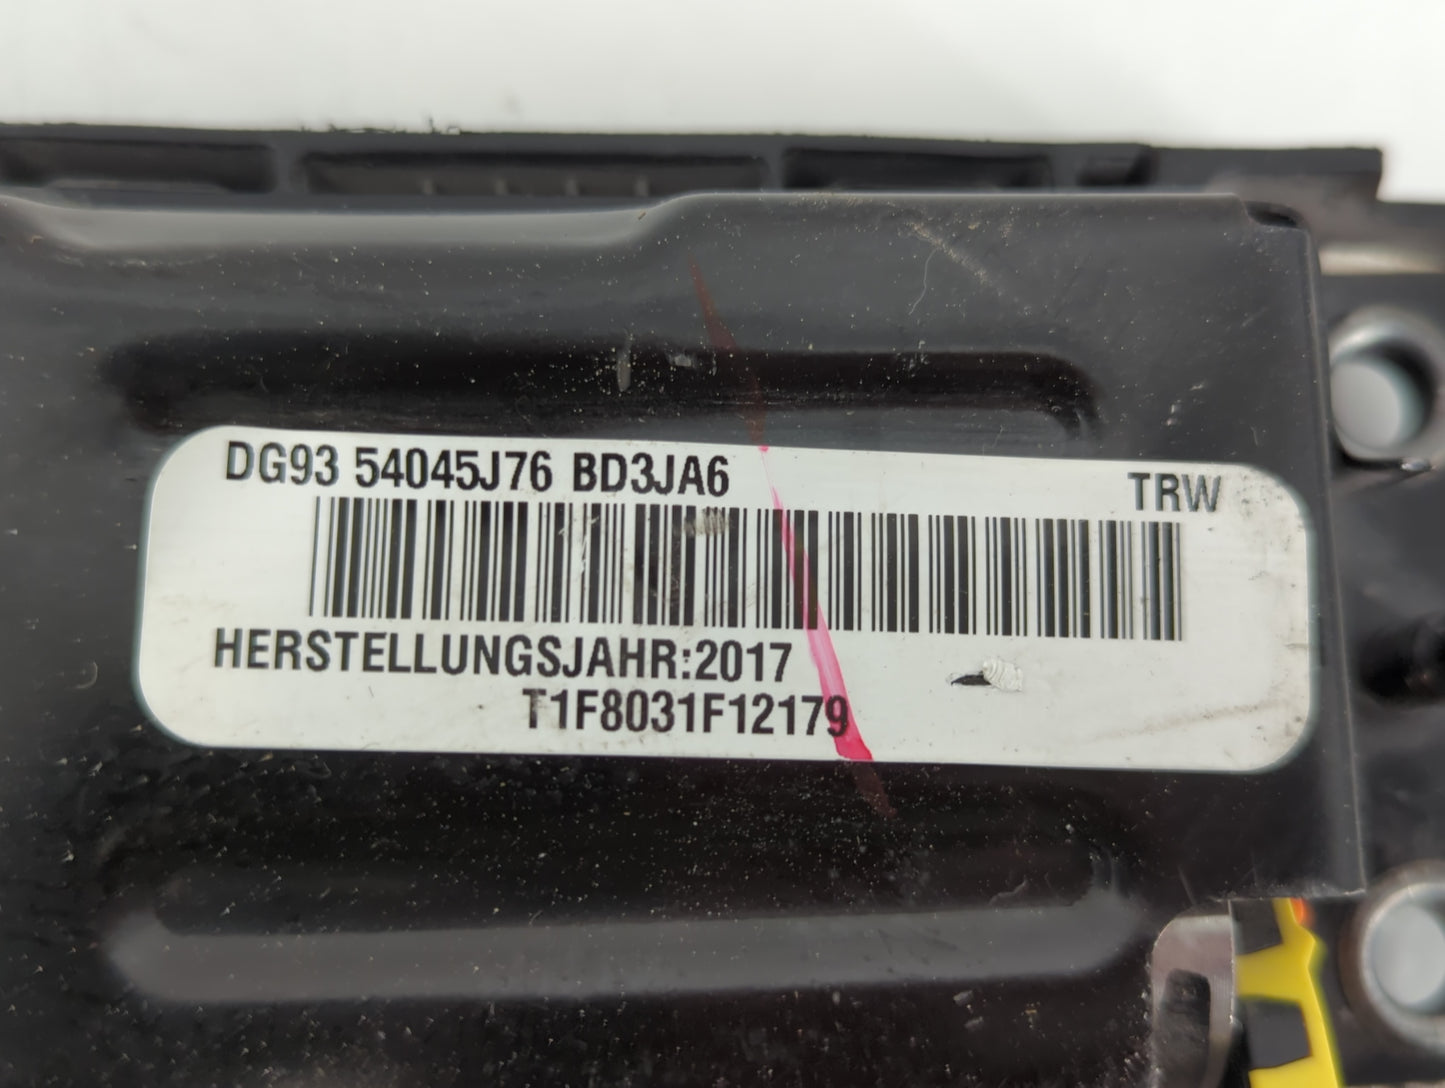 DG93 54045J76 BD3JA6 TRW
HERSTELLUNGSJAHR:2017
T1F8031F12179